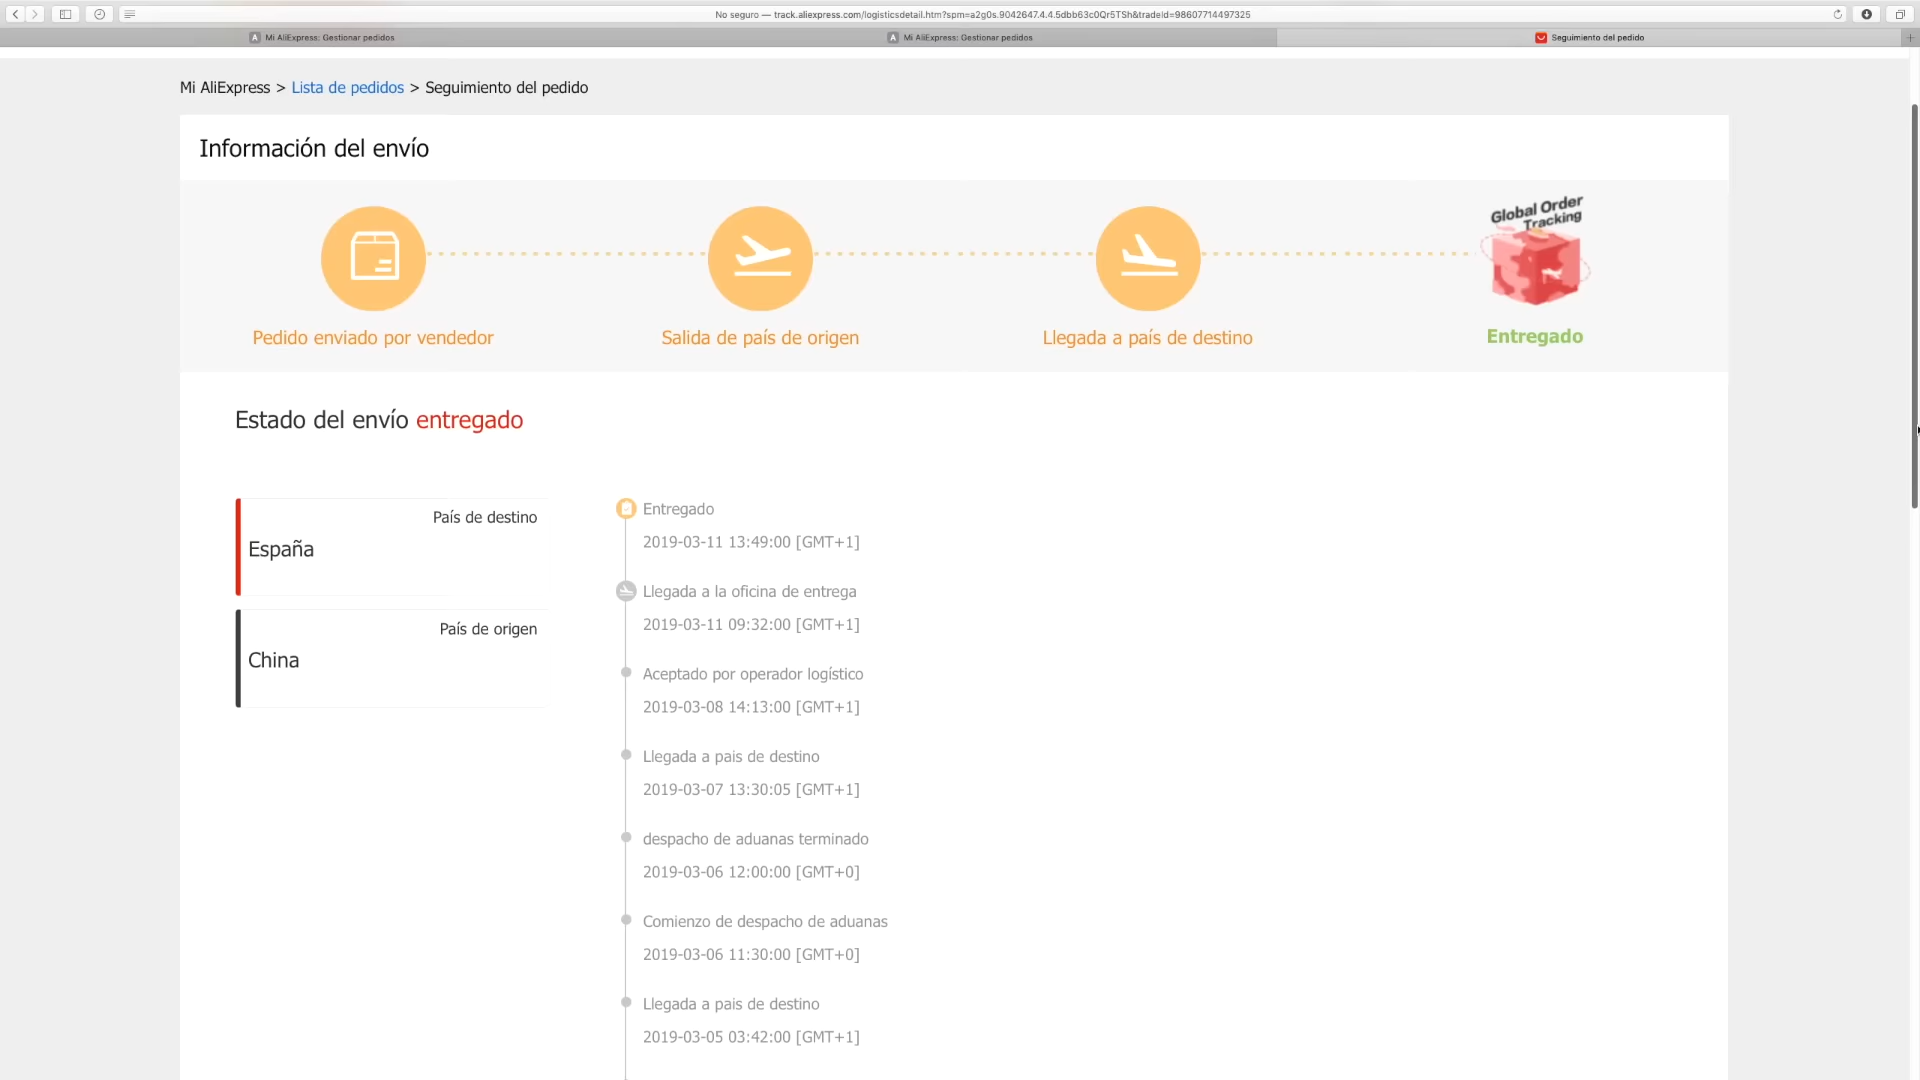 No seguro — track.aliexpress.com/logisticsdetail.htm?spm=a2g0s.9042647.4.4.5dbb63c0Qr5TSh&tradeId=98607714497325
Mi AliExpress: Gestionar pedidos
Mi AliExpress: Gestionar pedidos
Seguimiento del pedido
Mi AliExpress > Lista de pedidos > Seguimiento del pedido
Información del envío
Global Order
Tracking
Pedido enviado por vendedor
Salida de país de origen
Llegada a país de destino
Entregado
Estado del envío entregado
País de destino
España
País de origen
China
Entregado
2019-03-11 13:49:00 [GMT+1]
Llegada a la oficina de entrega
2019-03-11 09:32:00 [GMT+1]
Aceptado por operador logístico
2019-03-08 14:13:00 [GMT+1]
Llegada a pais de destino
2019-03-07 13:30:05 [GMT+1]
despacho de aduanas terminado
2019-03-06 12:00:00 [GMT+0]
Comienzo de despacho de aduanas
2019-03-06 11:30:00 [GMT+0]
Llegada a pais de destino
2019-03-05 03:42:00 [GMT+1]